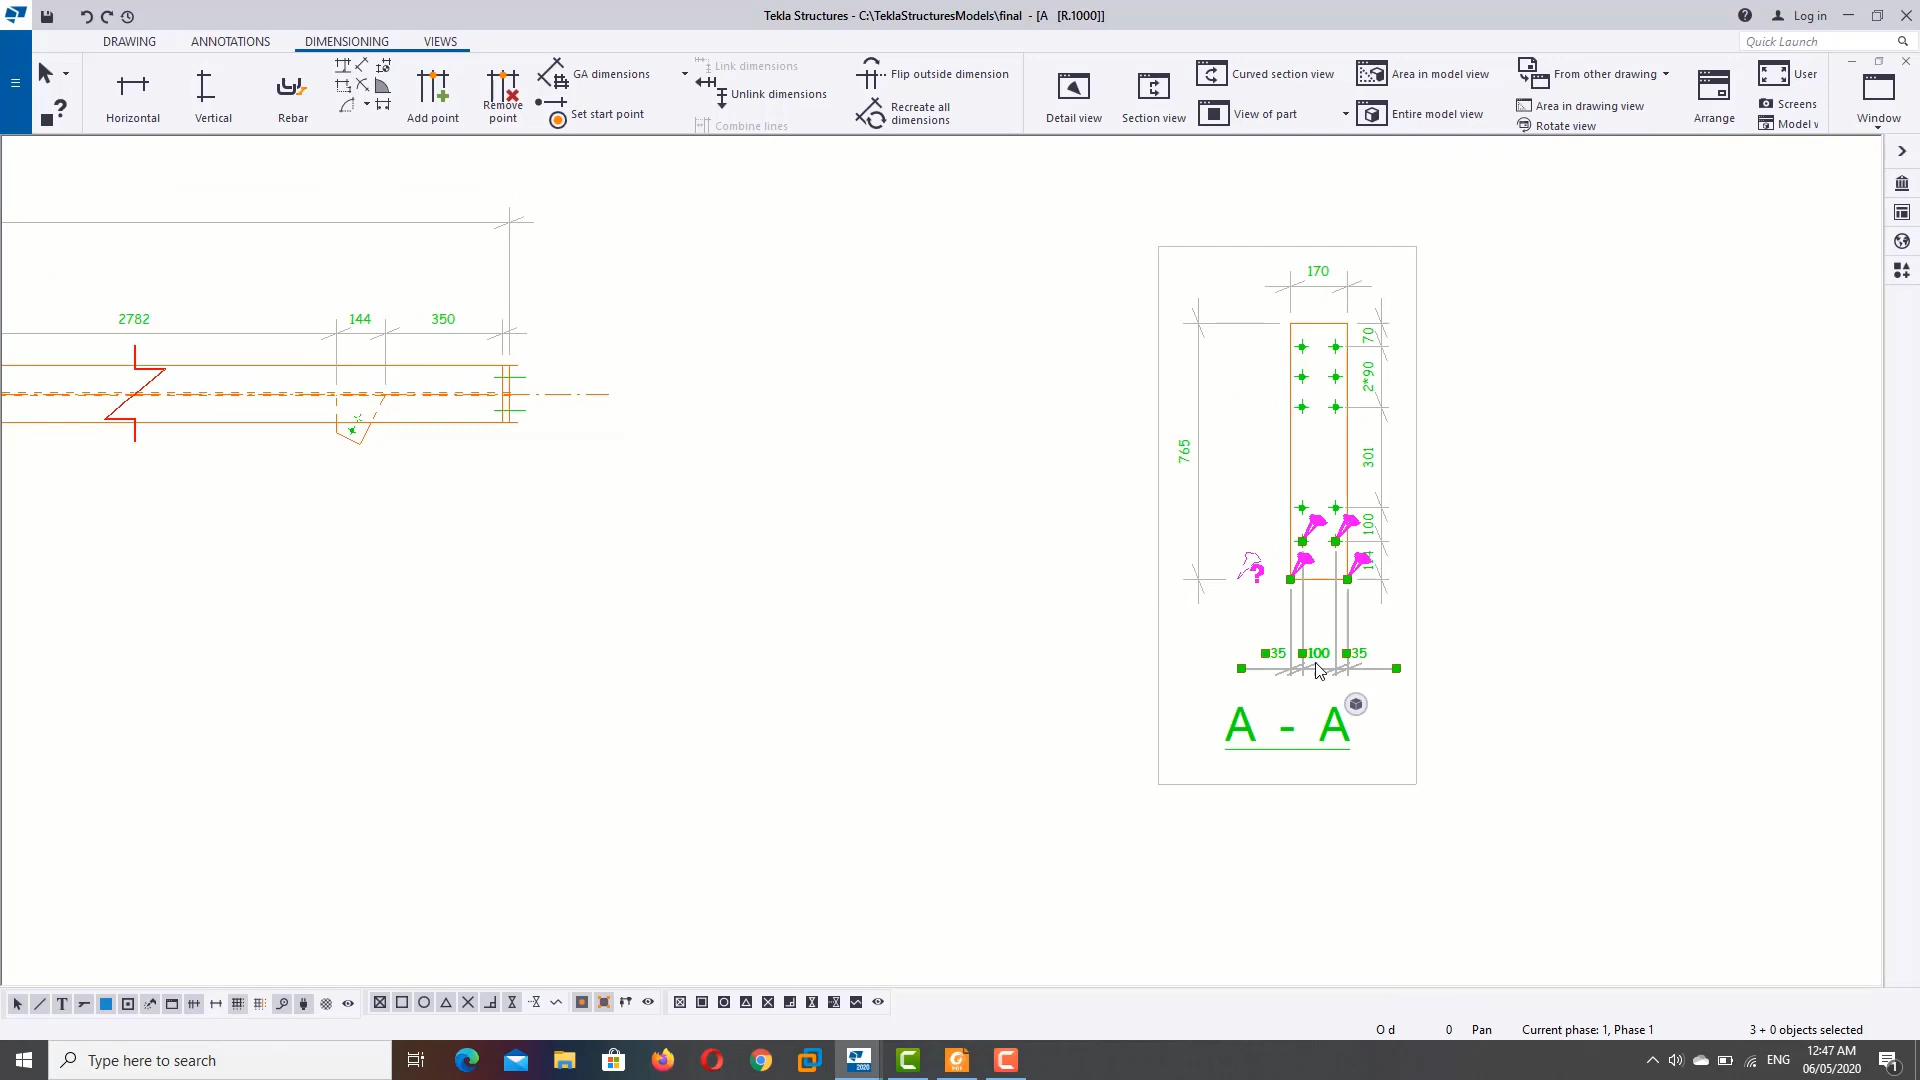 Tekla Structures - C:\TeklaStructuresModels\final - [A [R.1000]]
Log in
DRAWING
ANNOTATIONS
DIMENSIONING
VIEWS
Quick Launch
Horizontal
Vertical
Rebar
Add point
Remove point
GA dimensions
Set start point
Link dimensions
Unlink dimensions
Combine lines
Flip outside dimension
Recreate all dimensions
Detail view
Section view
Curved section view
View of part
Area in model view
Entire model view
From other drawing
Area in drawing view
Rotate view
Arrange
User
Screens
Model v
Window
2782
144
350
170
70
2*90
765
301
100
35
100
35
A - A
O d
0
Pan
Current phase: 1, Phase 1
3 + 0 objects selected
Type here to search
2020
ENG
12:47 AM
06/05/2020
1